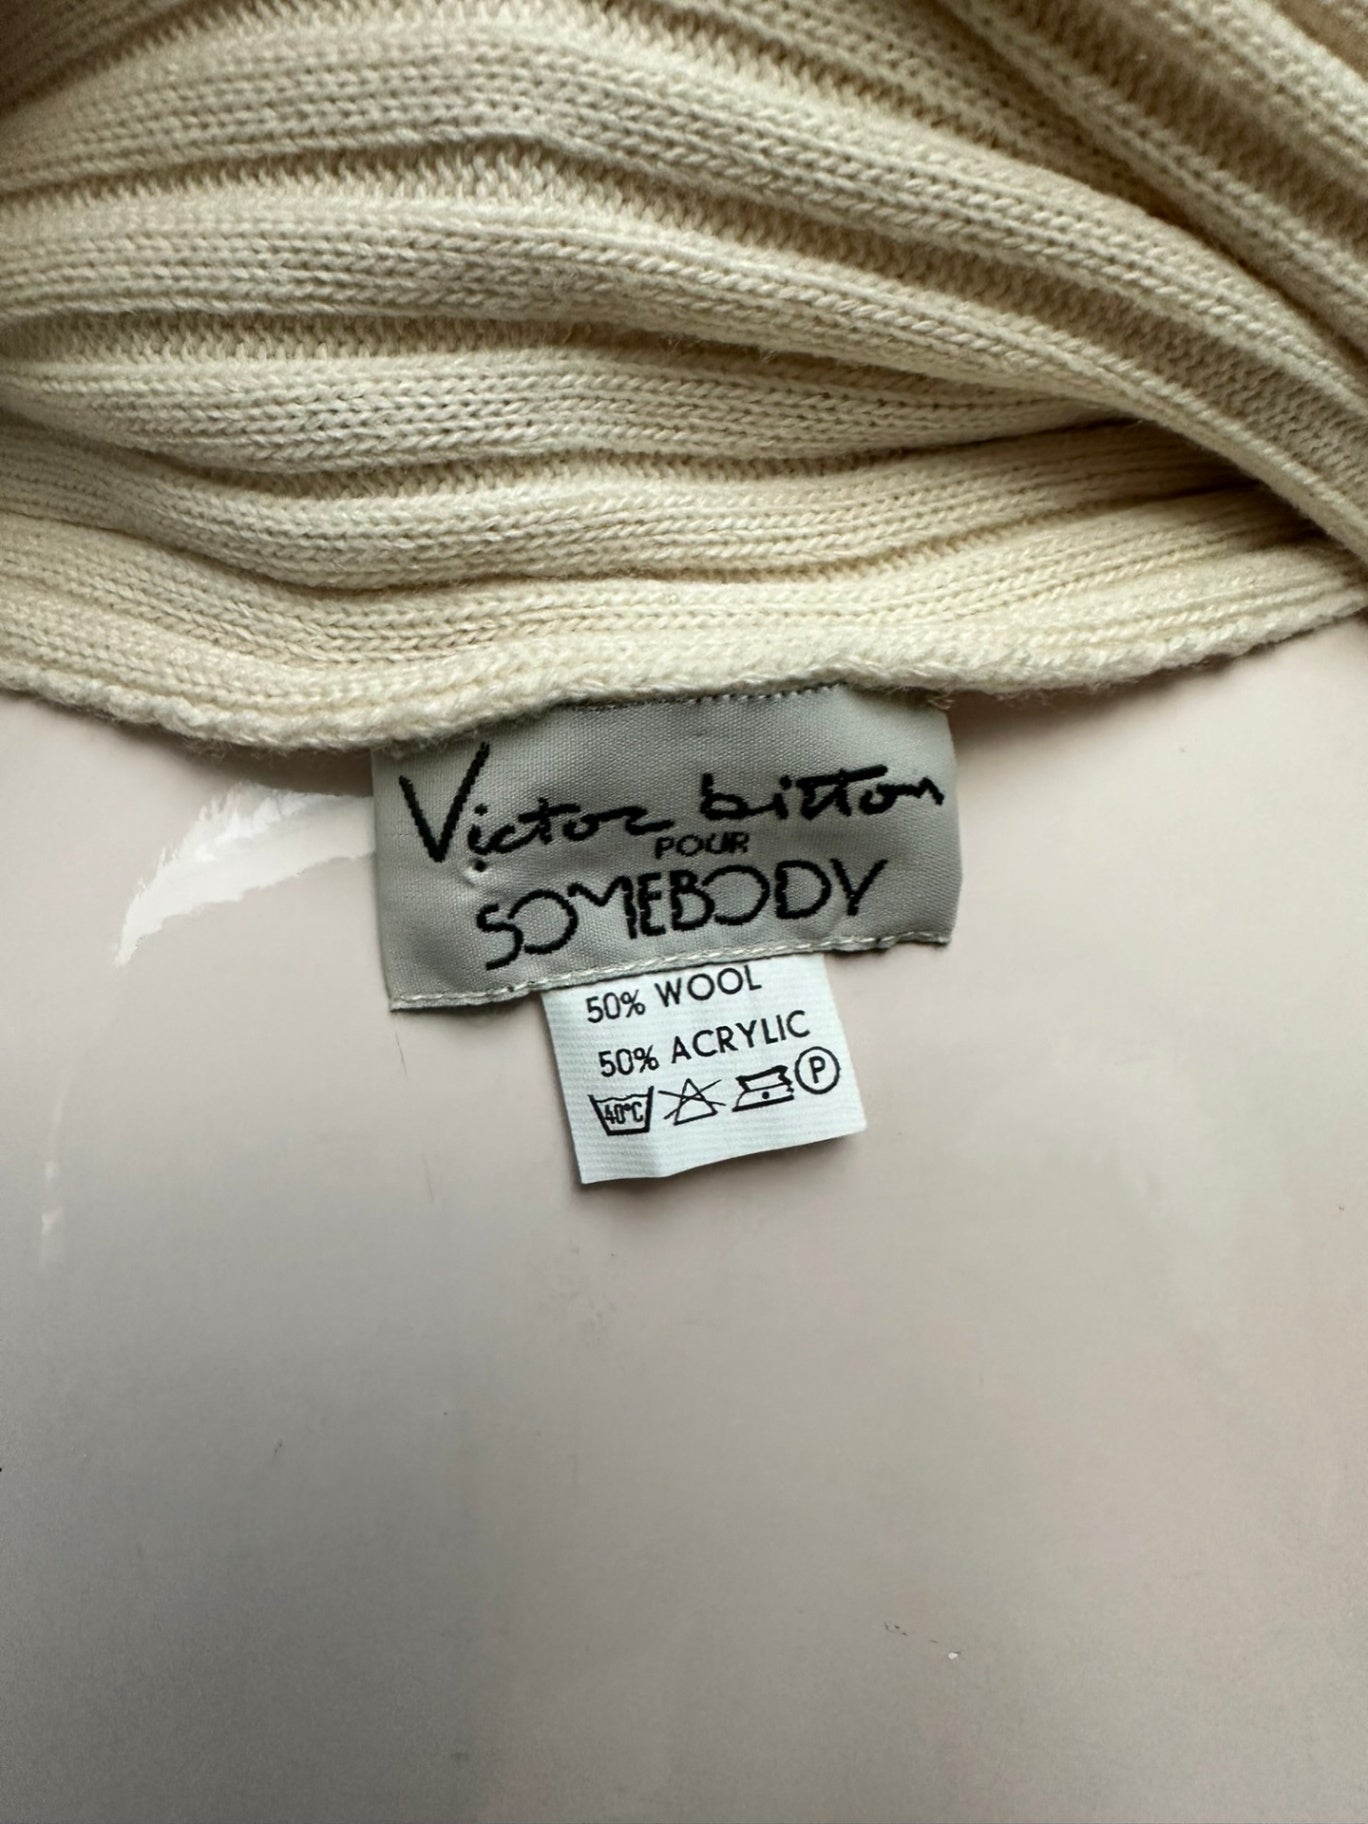 Victor bitton
POUR
SOMEBODY
50% WOOL
50% ACRYLIC
40°C P